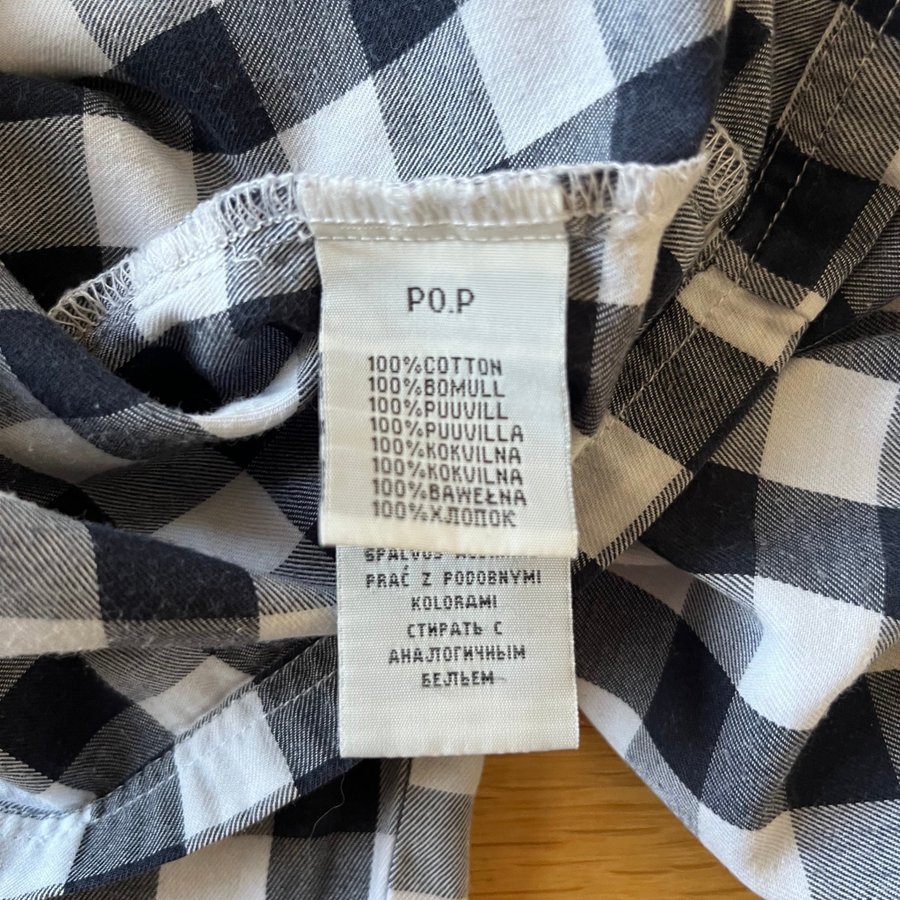 PO.P
100%COTTON
100%BOMULL
100%PUUVILL
100%PUUVILLA
100%KOKVILNA
100%KOKVILNA
100%BAWEŁNA
100%ХЛОПОК
SPALVOS
PRAĆ Z PODOBNYMI
KOLORAMI
СТИРАТЬ С
АНАЛОГИЧНЫМ
БЕЛЬЕМ